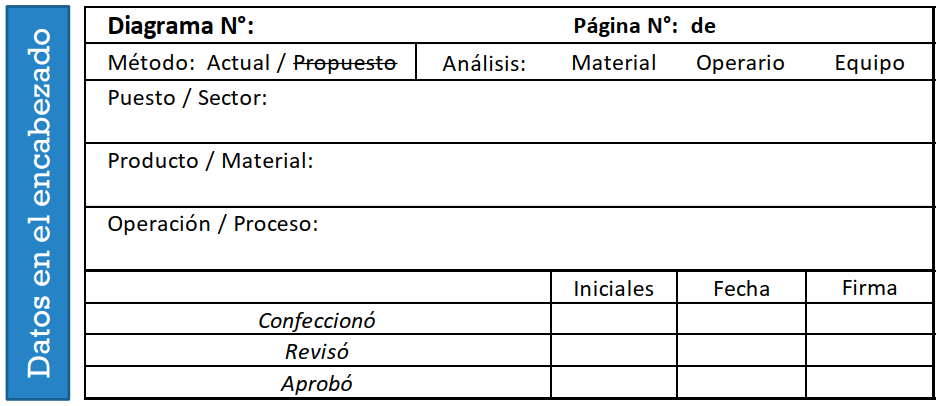 Datos en el encabezado
Diagrama N°: Página N°: de
Método: Actual / Propuesto Análisis: Material Operario Equipo
Puesto / Sector:
Producto / Material:
Operación / Proceso:
Iniciales Fecha Firma
Confeccionó
Revisó
Aprobó